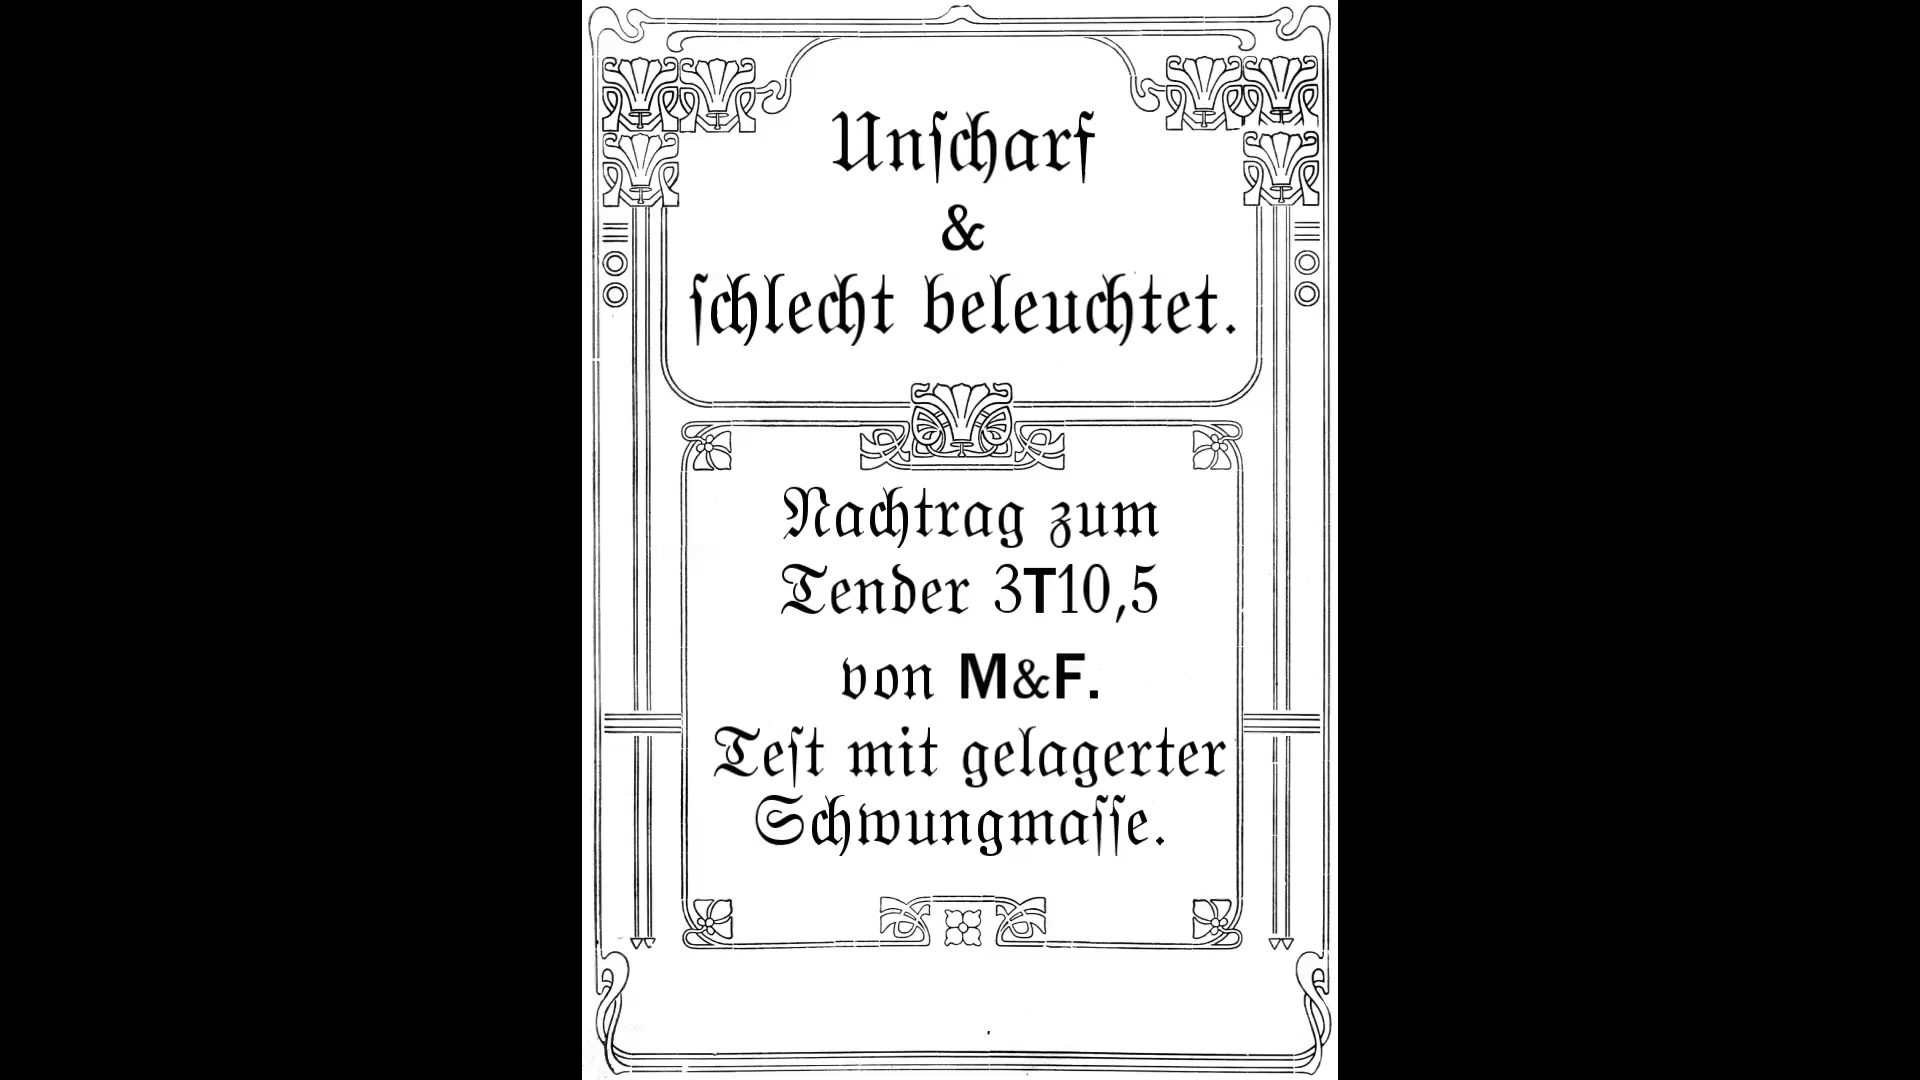 Unſcharf
&
ſchlecht beleuchtet.
Nachtrag zum
Tender 3T10,5
von M&F.
Teſt mit gelagerter
Schwungmaſſe.